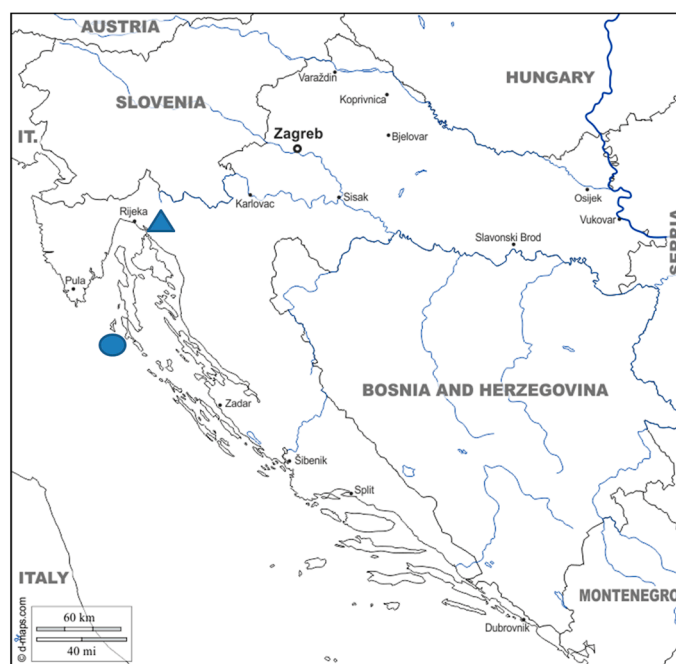 AUSTRIA
Varaždin
HUNGARY
Koprivnica
SLOVENIA
Zagreb
IT.
Bjelovar
Karlovac
Sisak
Osijek
Rijeka
Vukovar
SERBIA
Slavonski Brod
Pula
BOSNIA AND HERZEGOVINA
Zadar
Šibenik
Split
ITALY
MONTENEGRO
60 km
Dubrovnik
40 mi
© d-maps.com